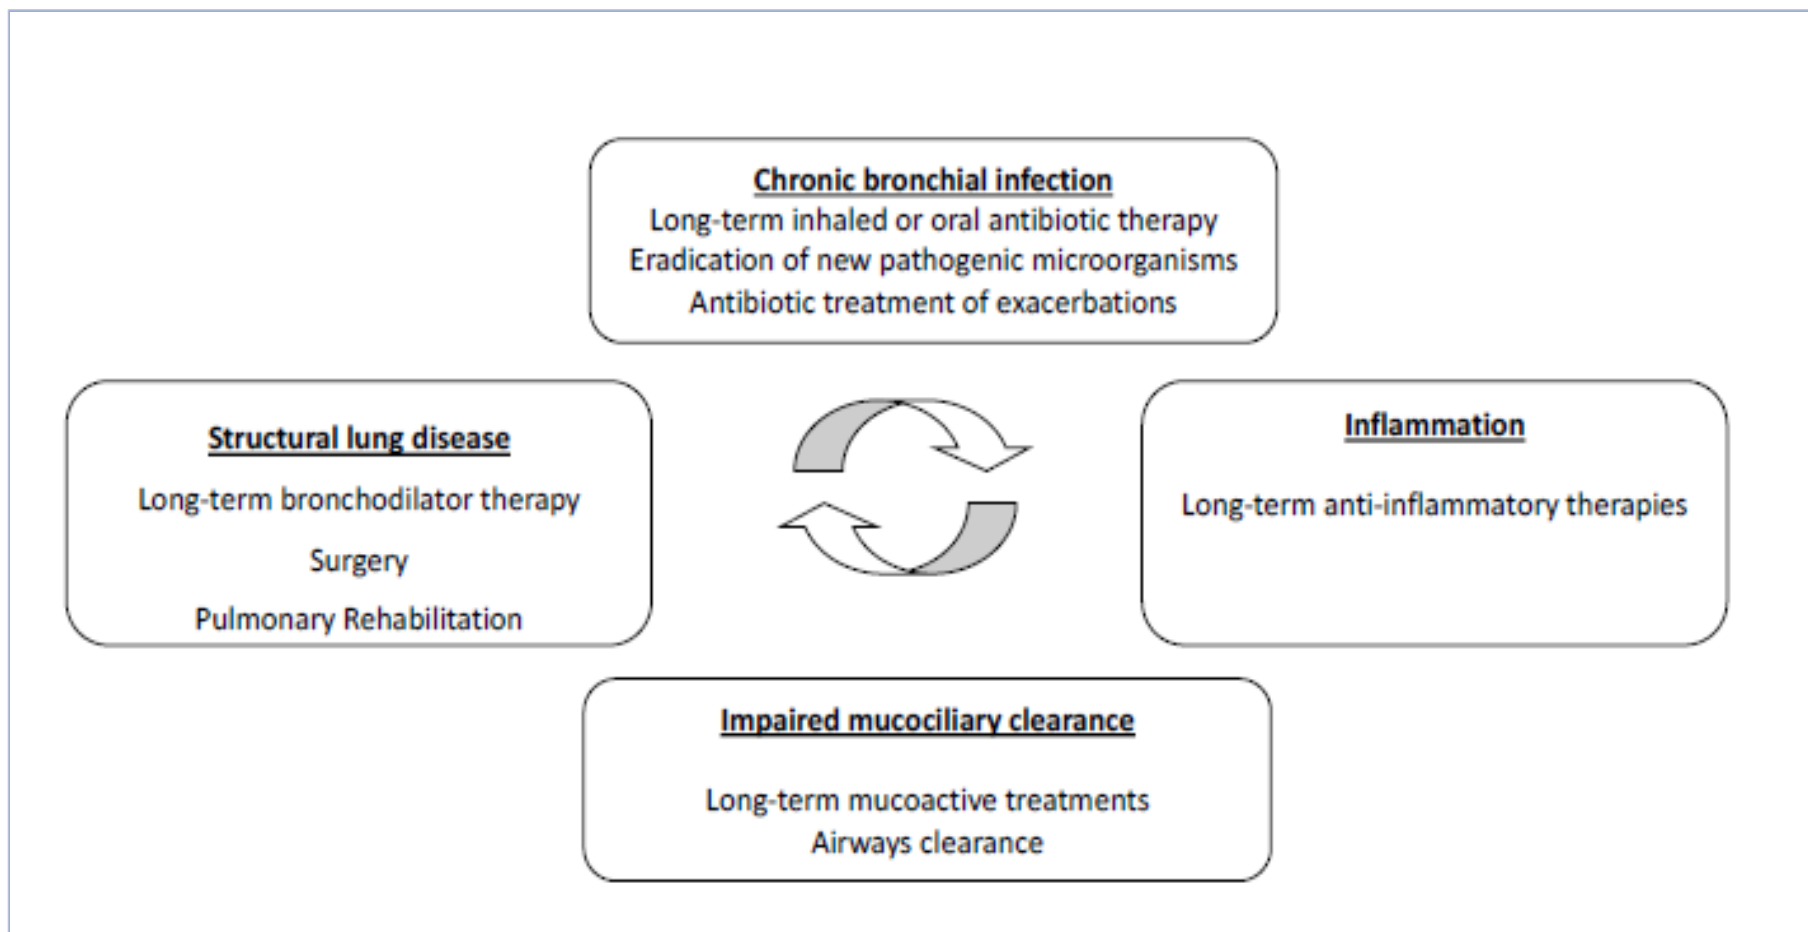 Chronic bronchial infection
Long-term inhaled or oral antibiotic therapy
Eradication of new pathogenic microorganisms
Antibiotic treatment of exacerbations
Structural lung disease
Long-term bronchodilator therapy
Surgery
Pulmonary Rehabilitation
Inflammation
Long-term anti-inflammatory therapies
Impaired mucociliary clearance
Long-term mucoactive treatments
Airways clearance